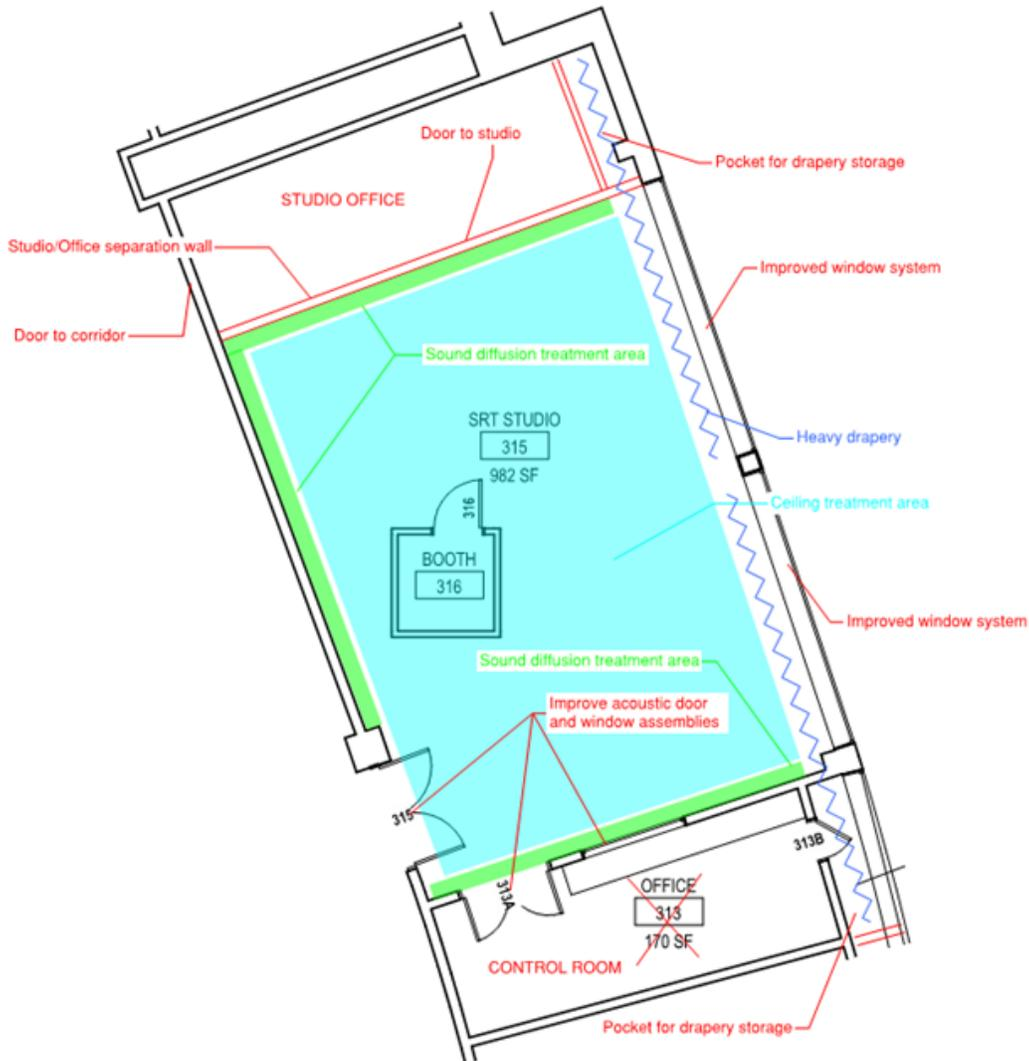 Door to studio
Pocket for drapery storage
STUDIO OFFICE
Studio/Office separation wall
Improved window system
Door to corridor
Sound diffusion treatment area
SRT STUDIO
315
982 SF
Heavy drapery
316
Ceiling treatment area
BOOTH
316
Improved window system
Sound diffusion treatment area
Improve acoustic door
and window assemblies
315
313B
313A
OFFICE
313
170 SF
CONTROL ROOM
Pocket for drapery storage